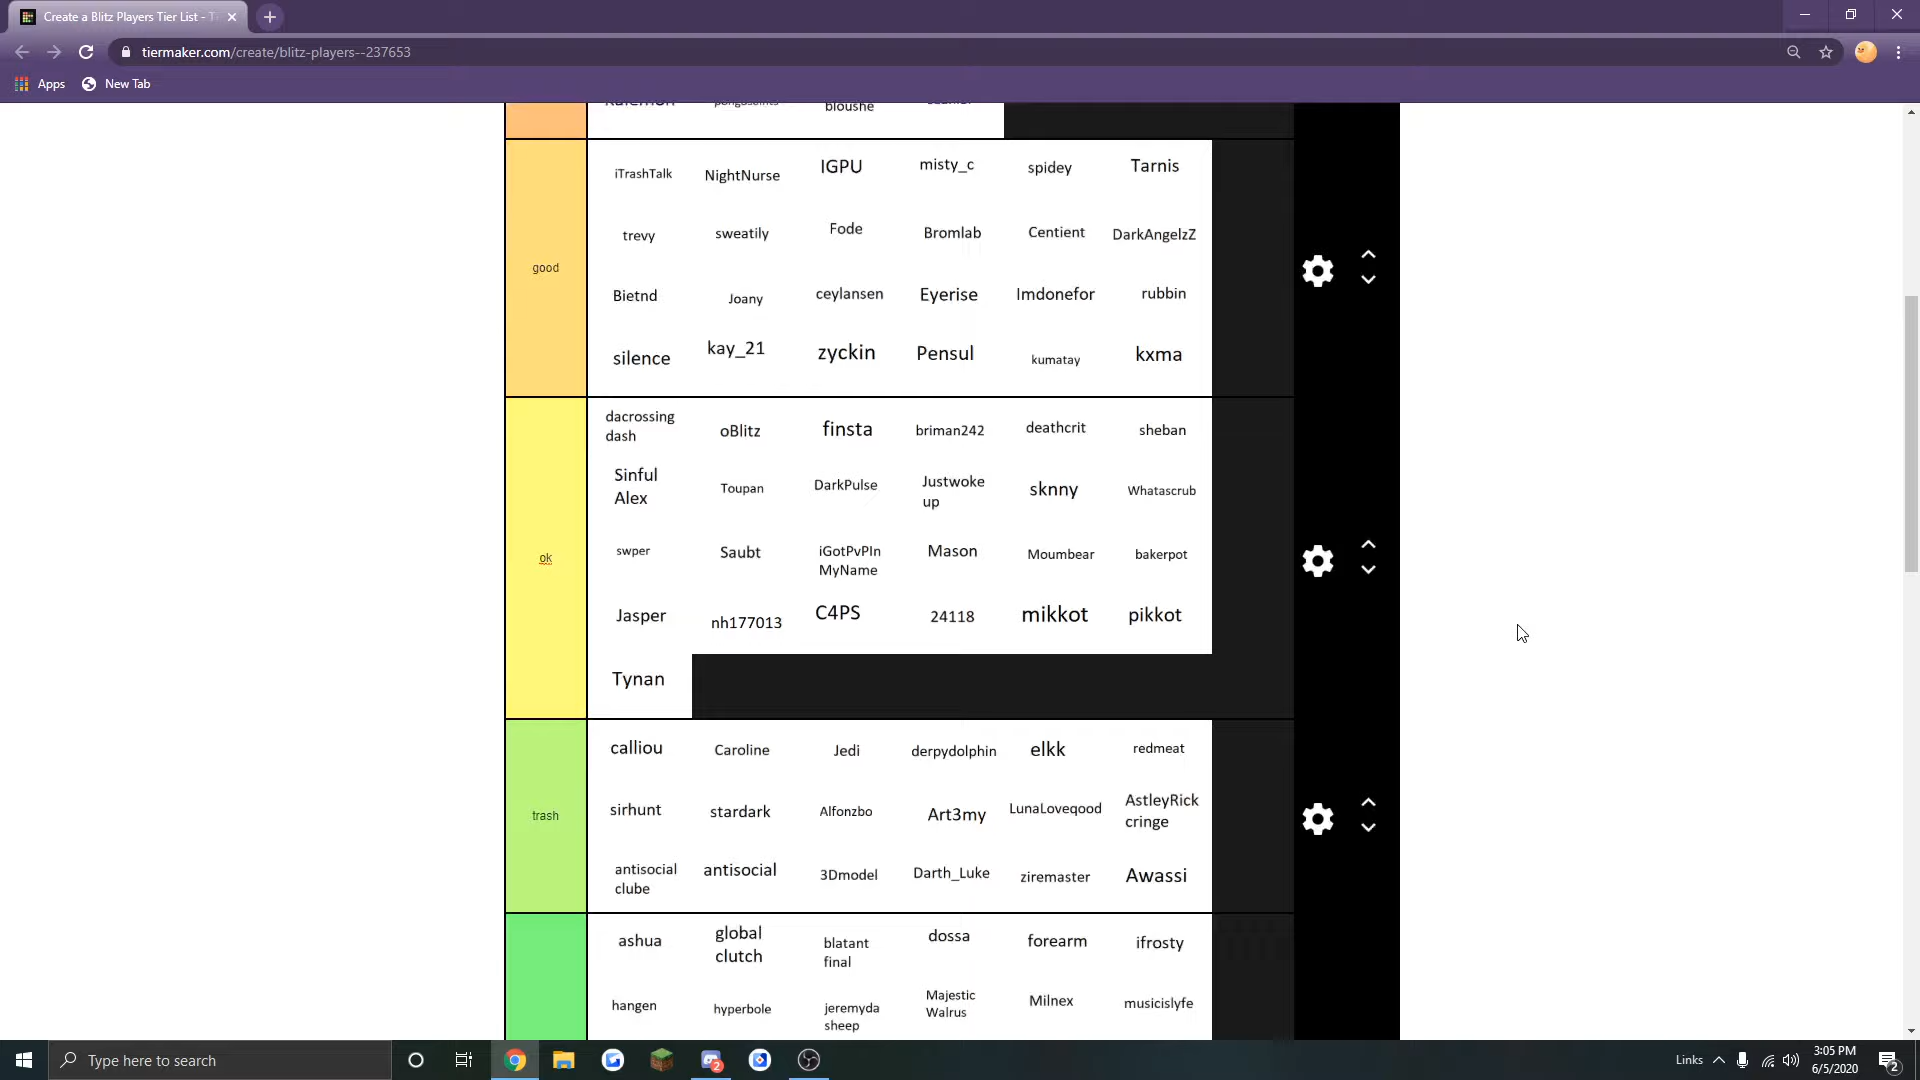 Create a Blitz Players Tier List - T
tiermaker.com/create/blitz-players--237653
Apps New Tab
bloushe
iTrashTalk NightNurse IGPU misty_c spidey Tarnis
trevy sweatily Fode Bromlab Centient DarkAngelzZ
good
Bietnd Joany ceylansen Eyerise Imdonefor rubbin
silence kay_21 zyckin Pensul kumatay kxma
dacrossing
dash oBlitz finsta briman242 deathcrit sheban
Sinful
Alex Toupan DarkPulse Justwoke
up sknny Whatascrub
ok
swper Saubt iGotPvPIn
MyName Mason Moumbear bakerpot
Jasper nh177013 C4PS 24118 mikkot pikkot
Tynan
calliou Caroline Jedi derpydolphin elkk redmeat
trash
sirhunt stardark Alfonzbo Art3my LunaLoveqood AstleyRick
cringe
antisocial
clube antisocial 3Dmodel Darth_Luke ziremaster Awassi
ashua global
clutch blatant
final dossa forearm ifrosty
hangen hyperbole jeremyda
sheep Majestic
Walrus Milnex musicislyfe
Type here to search
2
Links
3:05 PM
6/5/2020
2